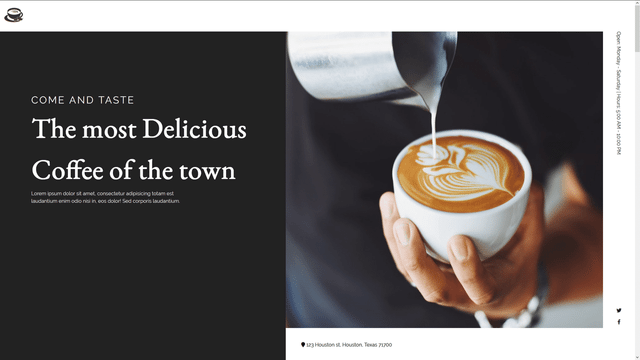 COME AND TASTE
The most Delicious
Coffee of the town
Lorem ipsum dolor sit amet, consectetur adipisicing totam est
laudantium enim odio nisi in, eos dolor! Sed corporis laudantium.
Open: Monday - Saturday | Hours: 5:00 AM - 10:00 PM
123 Houston st, Houston, Texas 71700